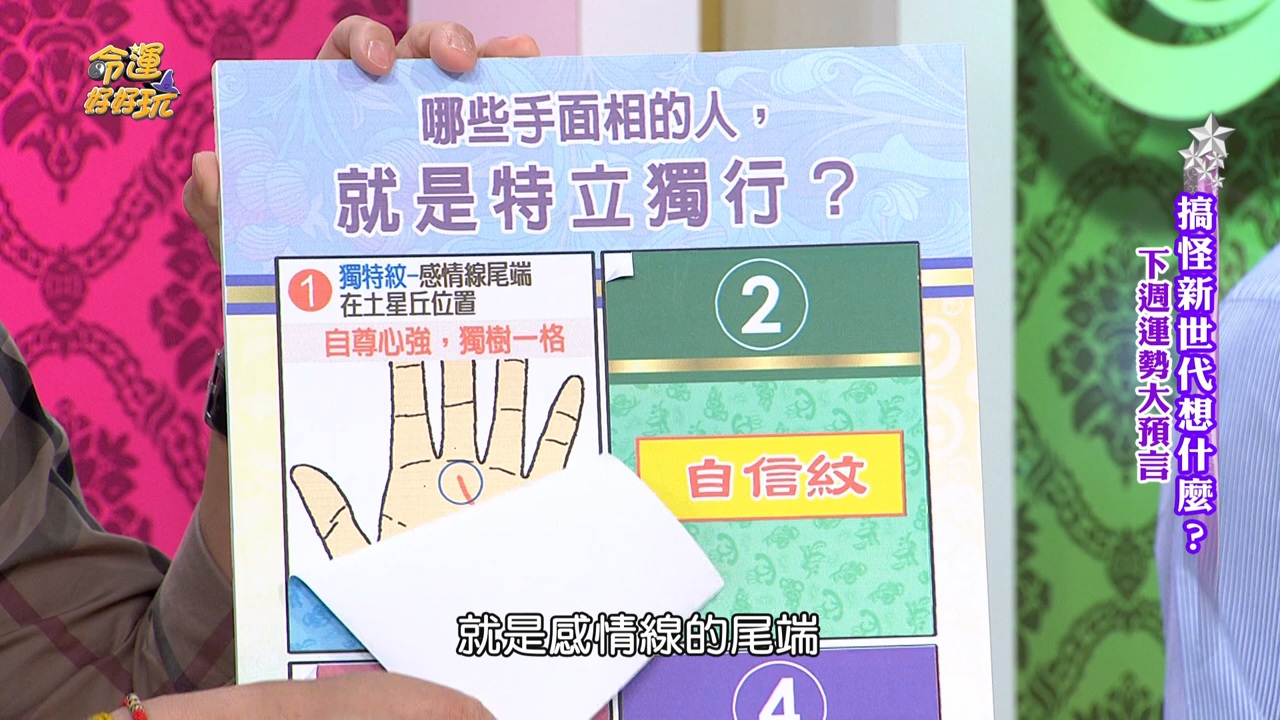 命運
好好玩
哪些手面相的人，
就是特立獨行？
1
獨特紋-感情線尾端
在土星丘位置
自尊心強，獨樹一格
2
自信紋
4
搞怪新世代想什麼？
下週運勢大預言
就是感情線的尾端